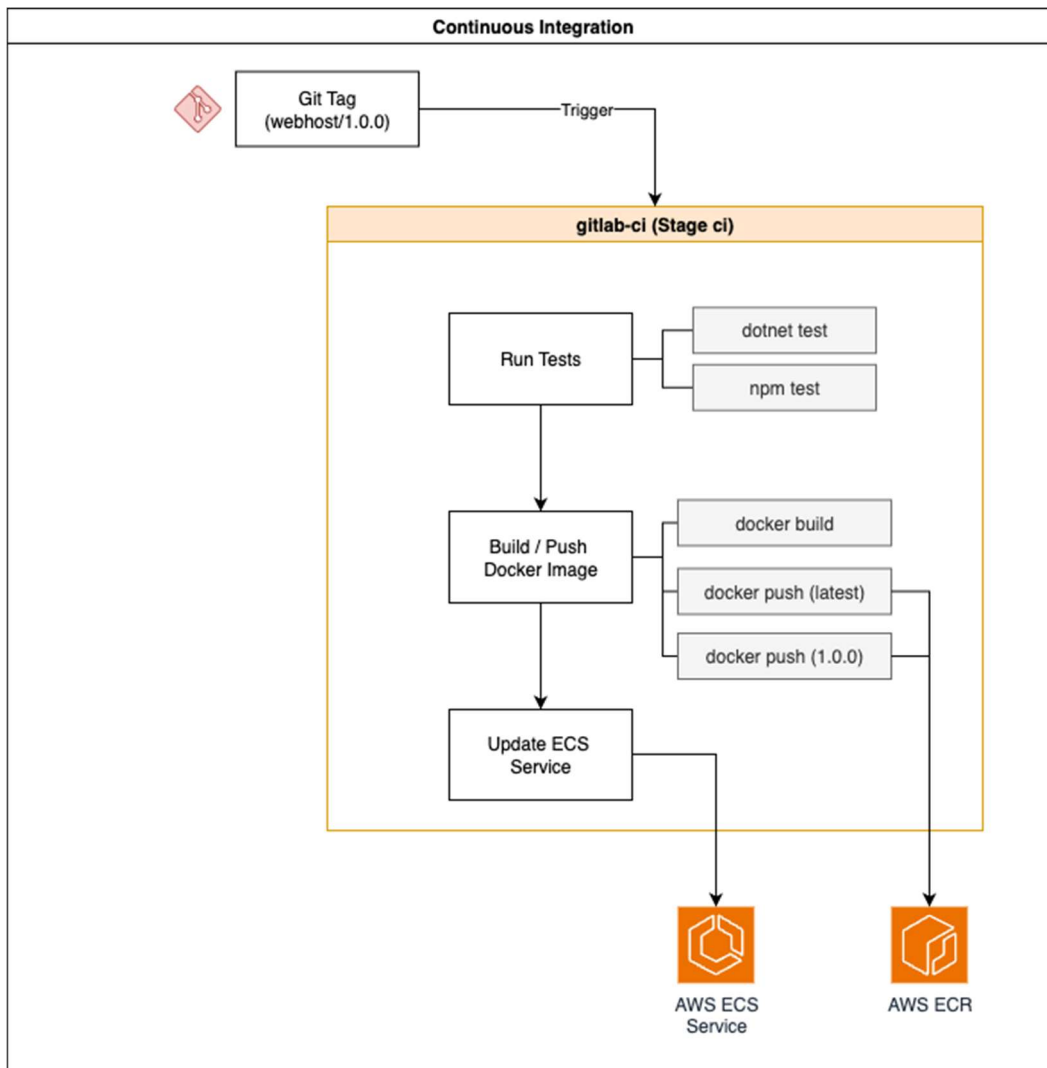 Continuous Integration
Git Tag
(webhost/1.0.0)
Trigger
gitlab-ci (Stage ci)
Run Tests
dotnet test
npm test
Build / Push
Docker Image
docker build
docker push (latest)
docker push (1.0.0)
Update ECS
Service
AWS ECS
Service
AWS ECR